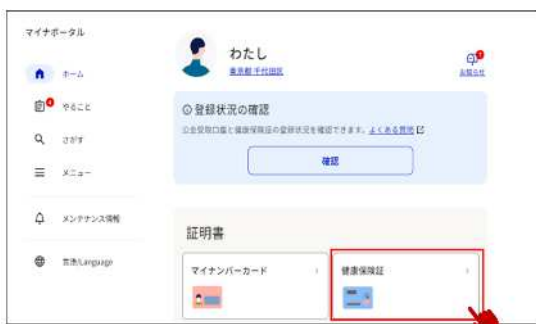 マイナポータル
ホーム
やること
さがす
メニュー
メンテナンス情報
言語/Language
わたし
東京都 千代田区
お知らせ
登録状況の確認
公金受取口座と健康保険証の登録状況を確認できます。よくある質問
確認
証明書
マイナンバーカード
健康保険証